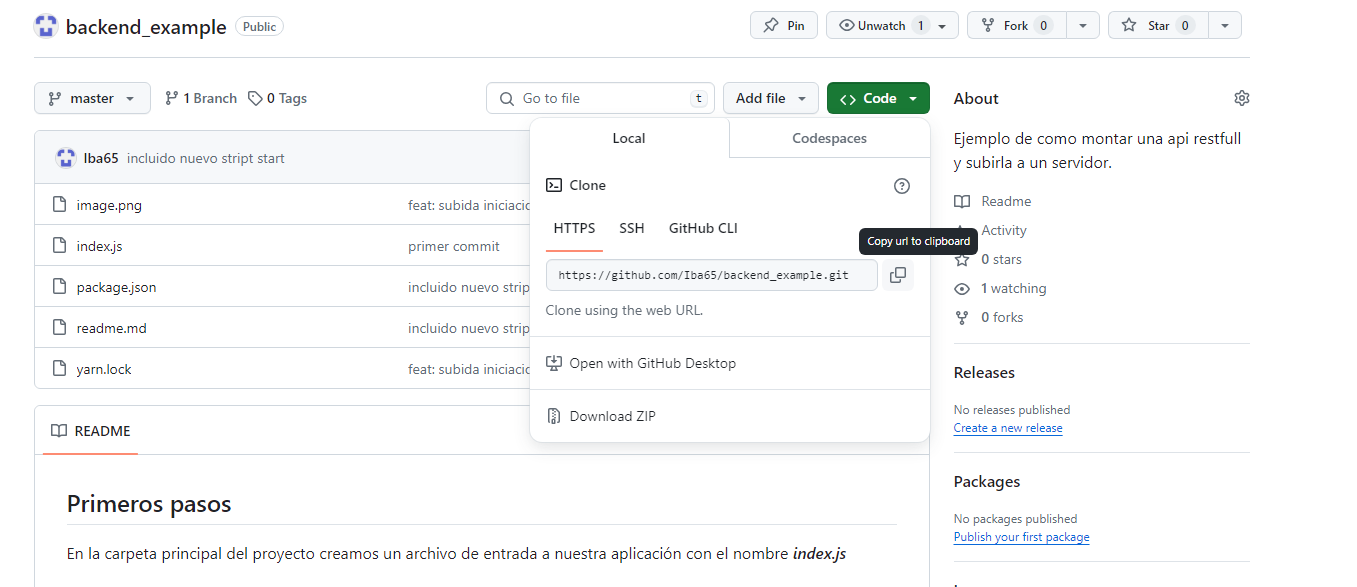 backend_example Public
Pin
Unwatch 1
Fork 0
Star 0
master
1 Branch
0 Tags
Go to file t
Add file
Code
Iba65 incluido nuevo stript start
image.png feat: subida iniciacio
index.js primer commit
package.json incluido nuevo strip
readme.md incluido nuevo strip
yarn.lock feat: subida iniciacio
Local Codespaces
Clone
HTTPS SSH GitHub CLI
Copy url to clipboard
https://github.com/Iba65/backend_example.git
Clone using the web URL.
Open with GitHub Desktop
Download ZIP
README
Primeros pasos
En la carpeta principal del proyecto creamos un archivo de entrada a nuestra aplicación con el nombre index.js
About
Ejemplo de como montar una api restfull
y subirla a un servidor.
Readme
Activity
0 stars
1 watching
0 forks
Releases
No releases published
Create a new release
Packages
No packages published
Publish your first package